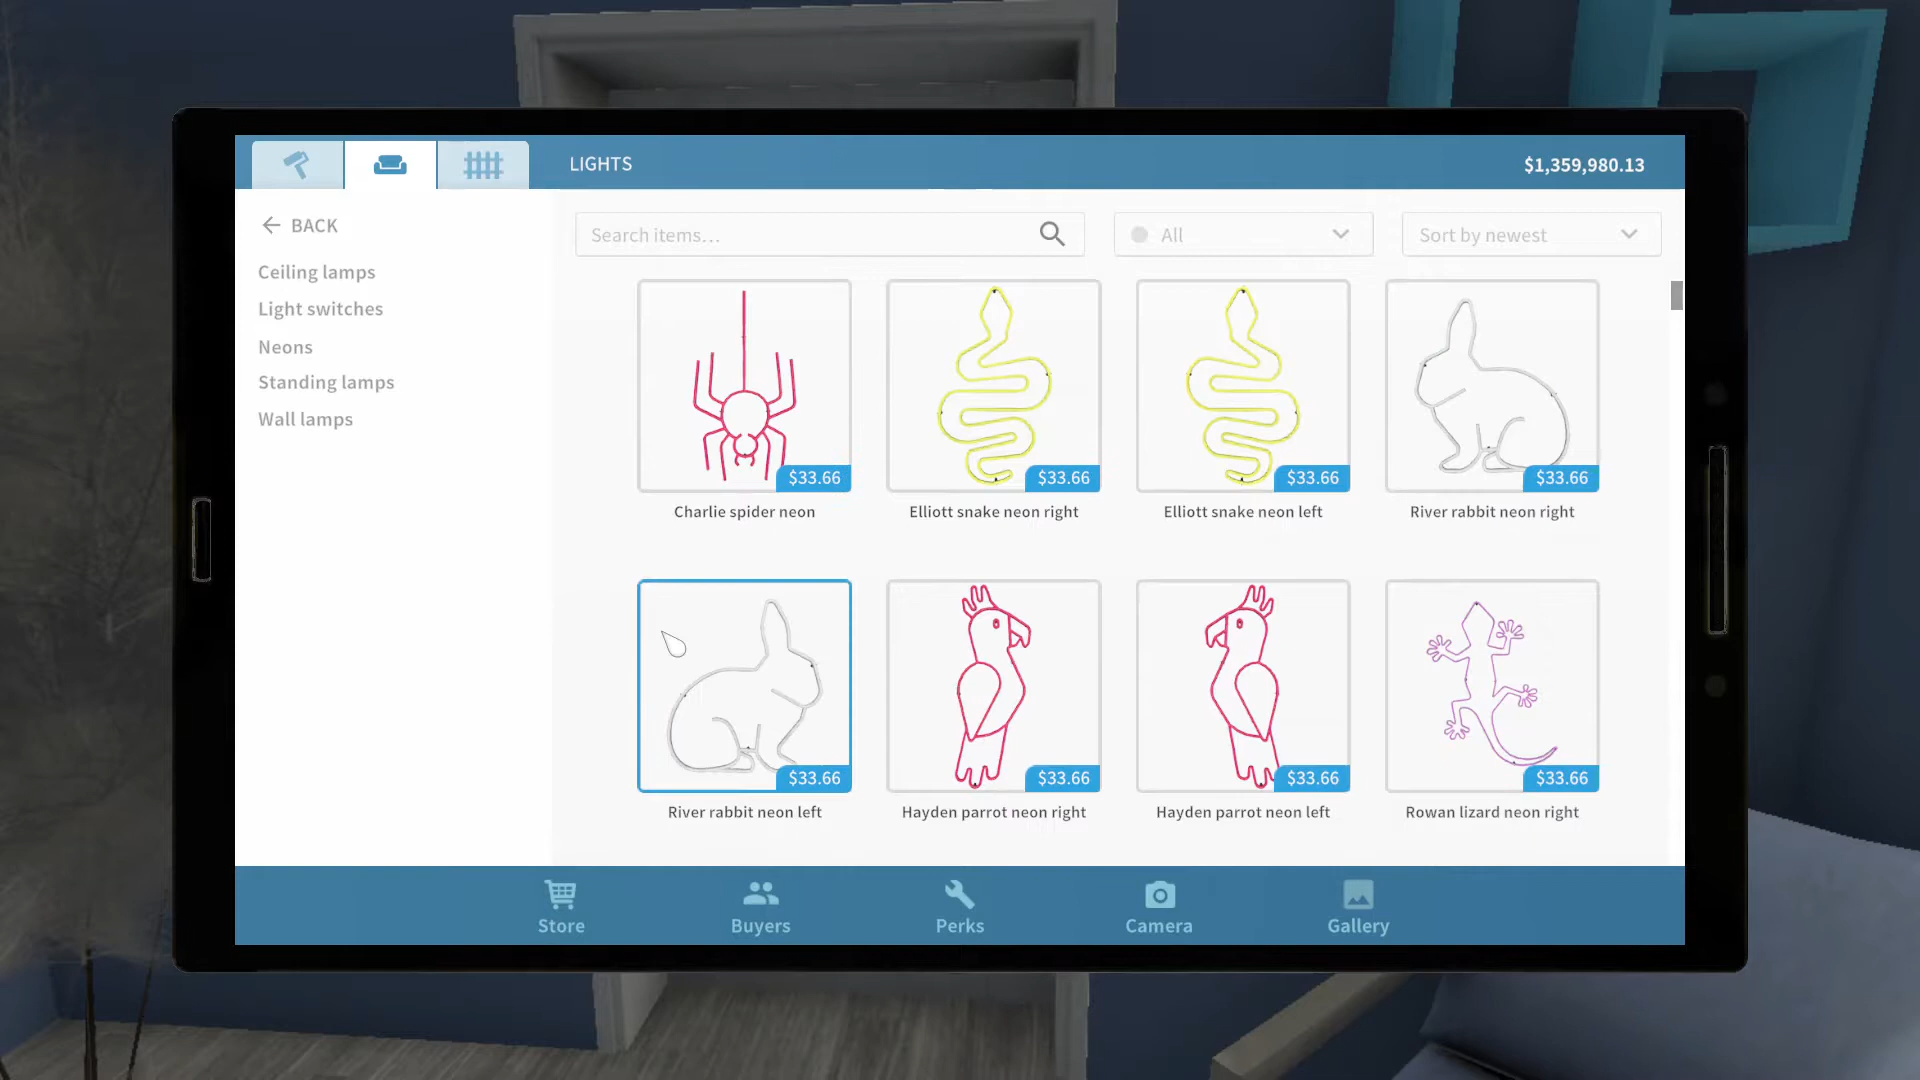 LIGHTS
$1,359,980.13
BACK
Ceiling lamps
Light switches
Neons
Standing lamps
Wall lamps
Search items...
All
Sort by newest
$33.66
$33.66
$33.66
$33.66
Charlie spider neon
Elliott snake neon right
Elliott snake neon left
River rabbit neon right
$33.66
$33.66
$33.66
$33.66
River rabbit neon left
Hayden parrot neon right
Hayden parrot neon left
Rowan lizard neon right
Store
Buyers
Perks
Camera
Gallery